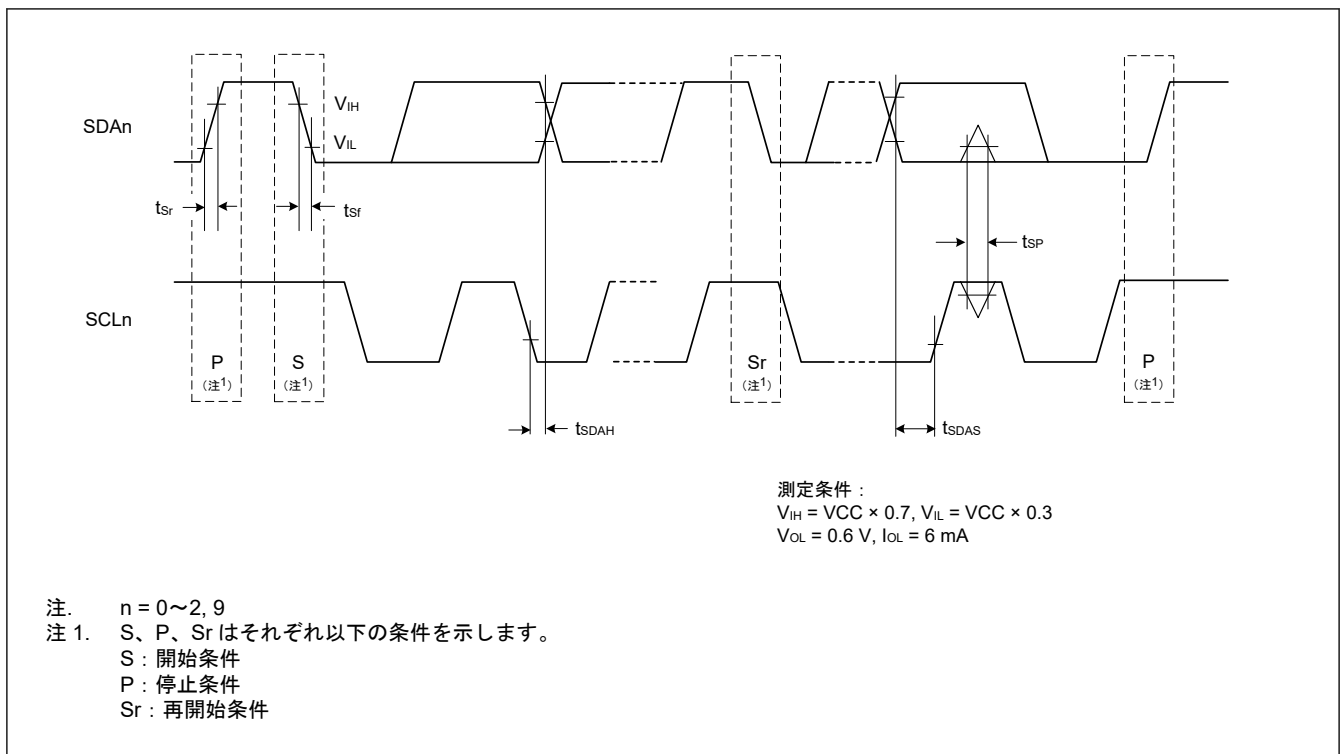 SDAn
VIH
VIL
tSr
tSf
tSP
SCLn
P
(注1)
S
(注1)
Sr
(注1)
P
(注1)
tSDAH
tSDAS
測定条件：
VIH = VCC × 0.7, VIL = VCC × 0.3
VOL = 0.6 V, IOL = 6 mA
注. n = 0～2, 9
注 1. S、P、Sr はそれぞれ以下の条件を示します。
S：開始条件
P：停止条件
Sr：再開始条件